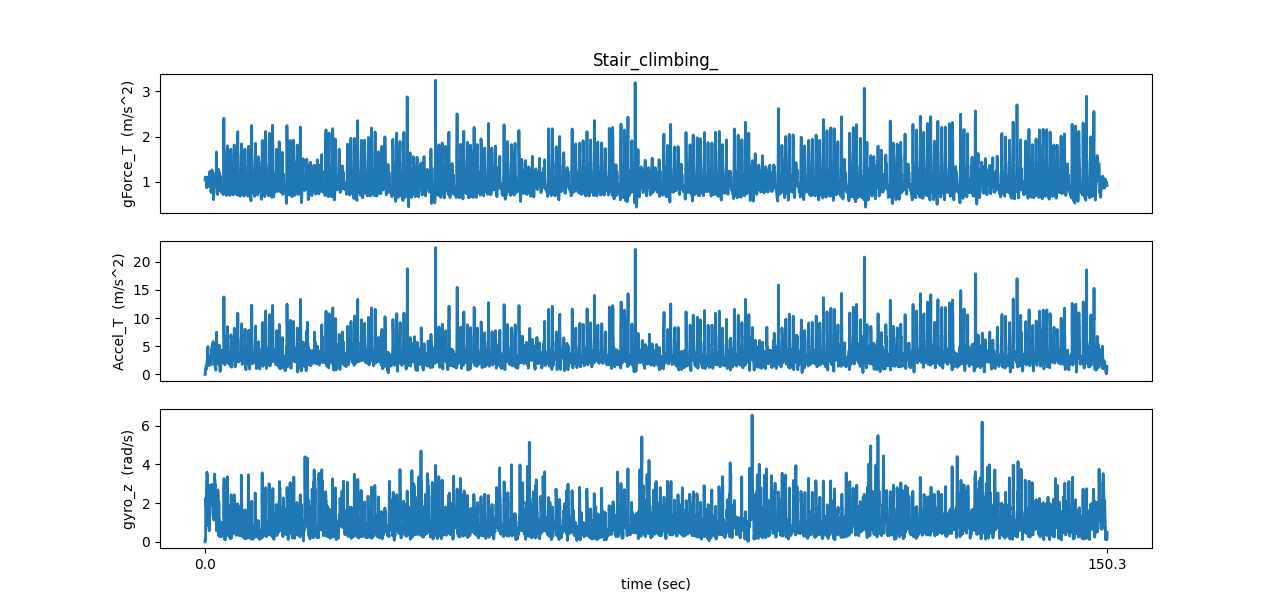 Stair_climbing_
gForce_T (m/s^2)
3
2
1
Accel_T (m/s^2)
20
15
10
5
0
gyro_z (rad/s)
6
4
2
0
0.0
150.3
time (sec)